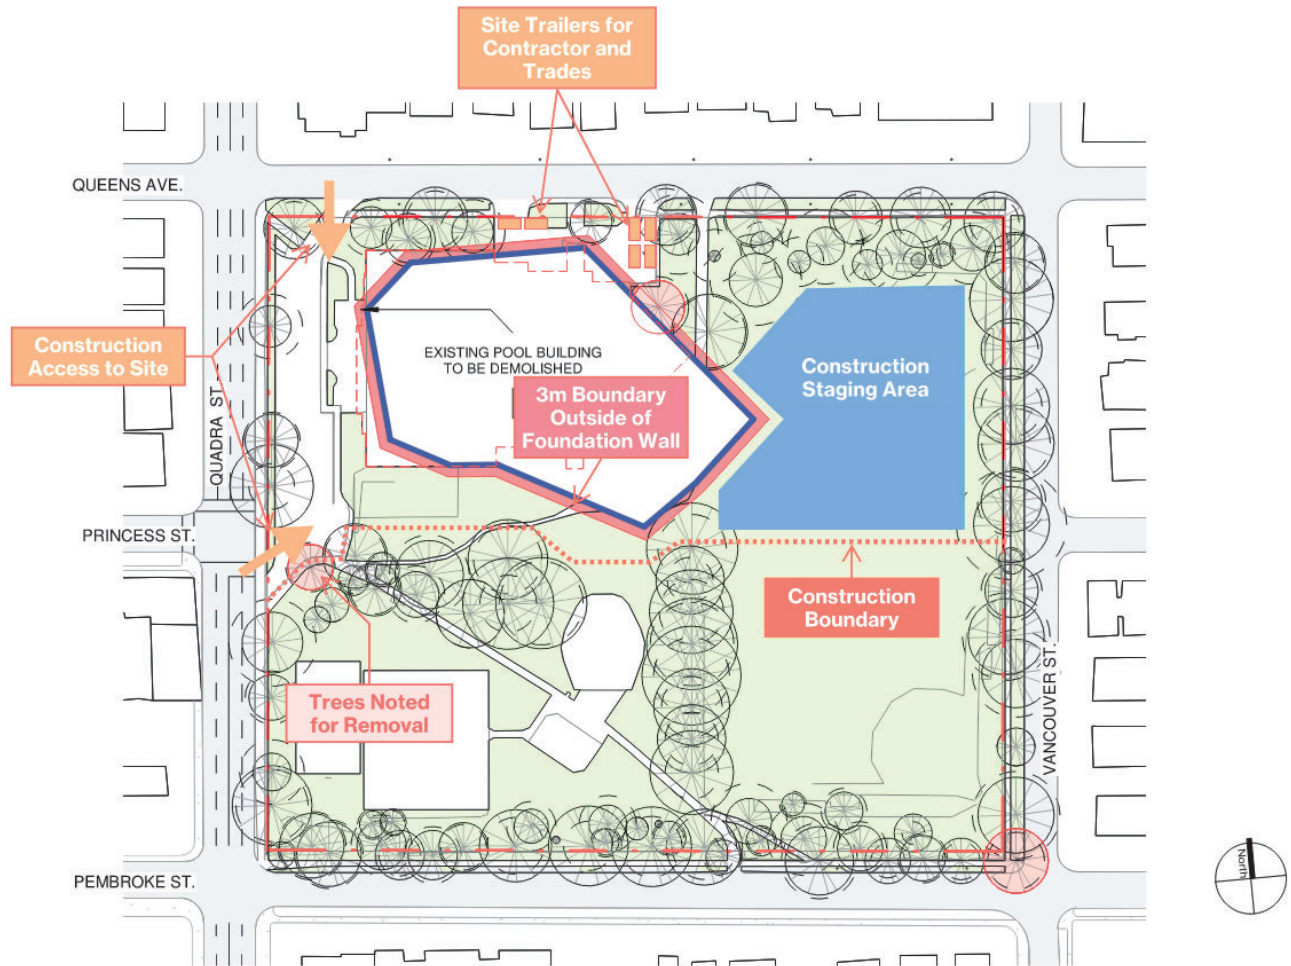 Site Trailers for
Contractor and
Trades
QUEENS AVE.
Construction
Access to Site
QUADRA ST.
EXISTING POOL BUILDING
TO BE DEMOLISHED
3m Boundary
Outside of
Foundation Wall
Construction
Staging Area
PRINCESS ST.
Construction
Boundary
Trees Noted
for Removal
VANCOUVER ST.
PEMBROKE ST.
North